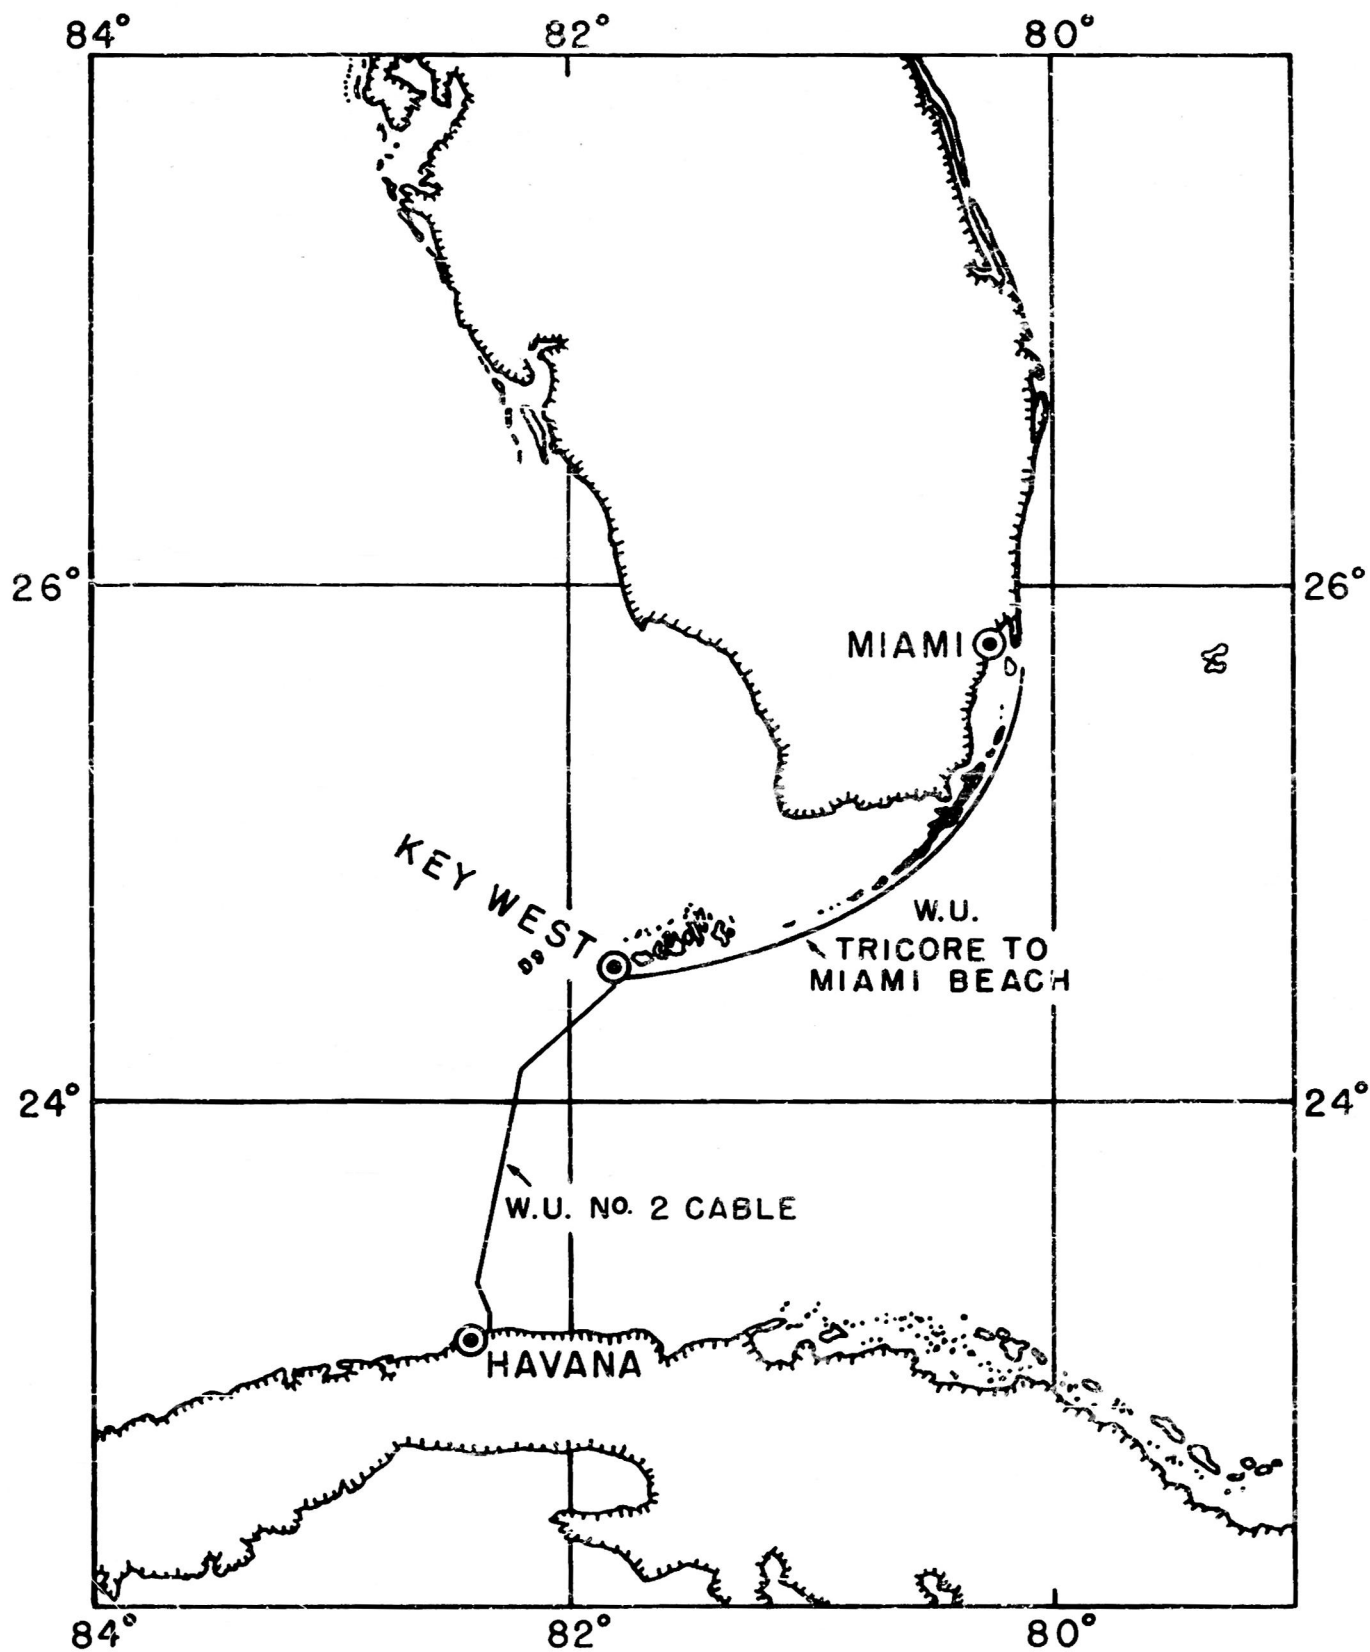 84° 82° 80°
26° 26°
MIAMI
KEY WEST
W.U.
TRICORE TO
MIAMI BEACH
24° 24°
W.U. No. 2 CABLE
HAVANA
84° 82° 80°